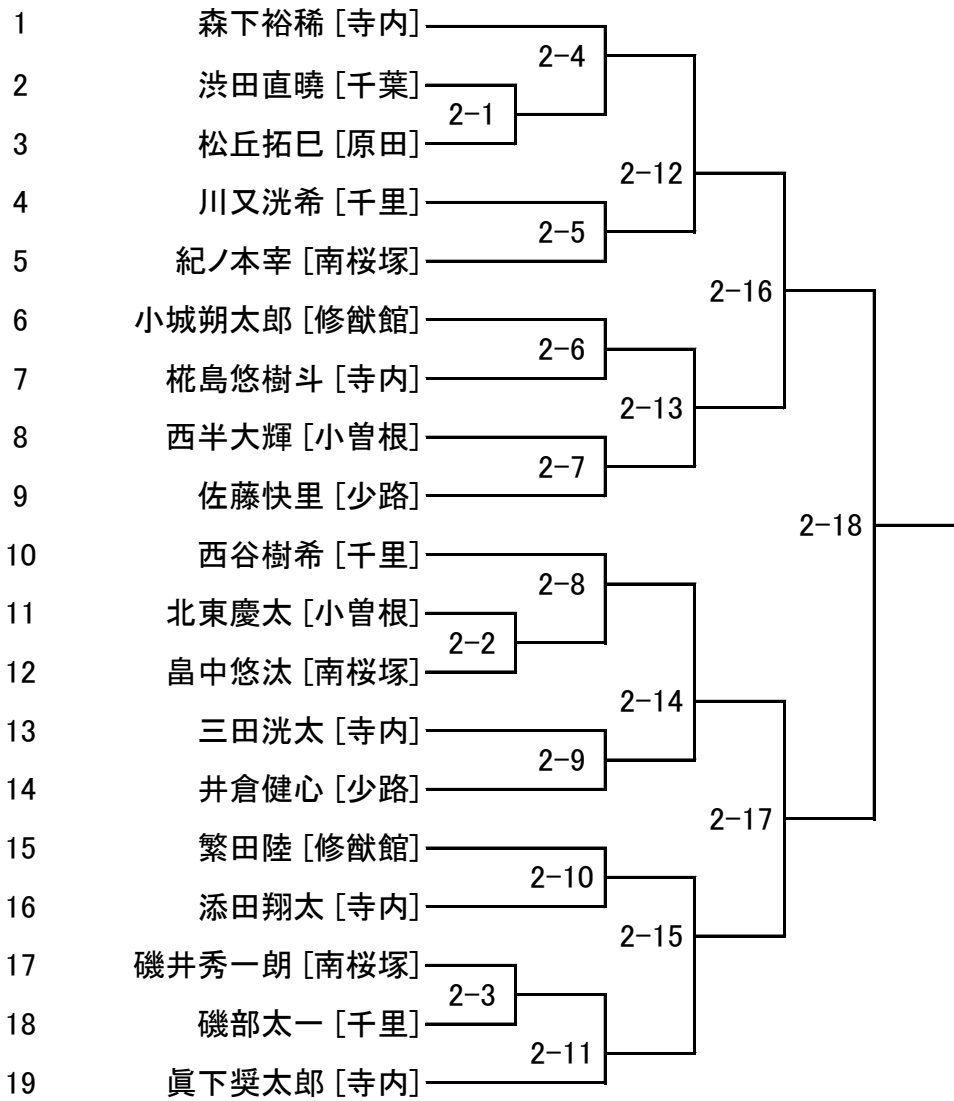 1 森下裕稀 [寺内]
2-4
2 渋田直曉 [千葉]
2-1
3 松丘拓巳 [原田]
2-12
4 川又洸希 [千里]
2-5
5 紀ノ本宰 [南桜塚]
2-16
6 小城朔太郎 [修猷館]
2-6
7 椛島悠樹斗 [寺内]
2-13
8 西半大輝 [小曽根]
2-7
9 佐藤快里 [少路]
2-18
10 西谷樹希 [千里]
2-8
11 北東慶太 [小曽根]
2-2
12 畠中悠汰 [南桜塚]
2-14
13 三田洸太 [寺内]
2-9
14 井倉健心 [少路]
2-17
15 繁田陸 [修猷館]
2-10
16 添田翔太 [寺内]
2-15
17 磯井秀一朗 [南桜塚]
2-3
18 磯部太一 [千里]
2-11
19 眞下奨太郎 [寺内]